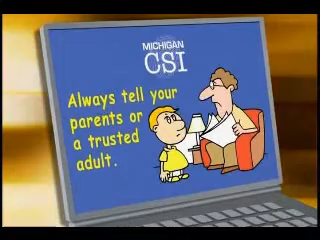 MICHIGAN
CSI
Always tell your
parents or
a trusted
adult.